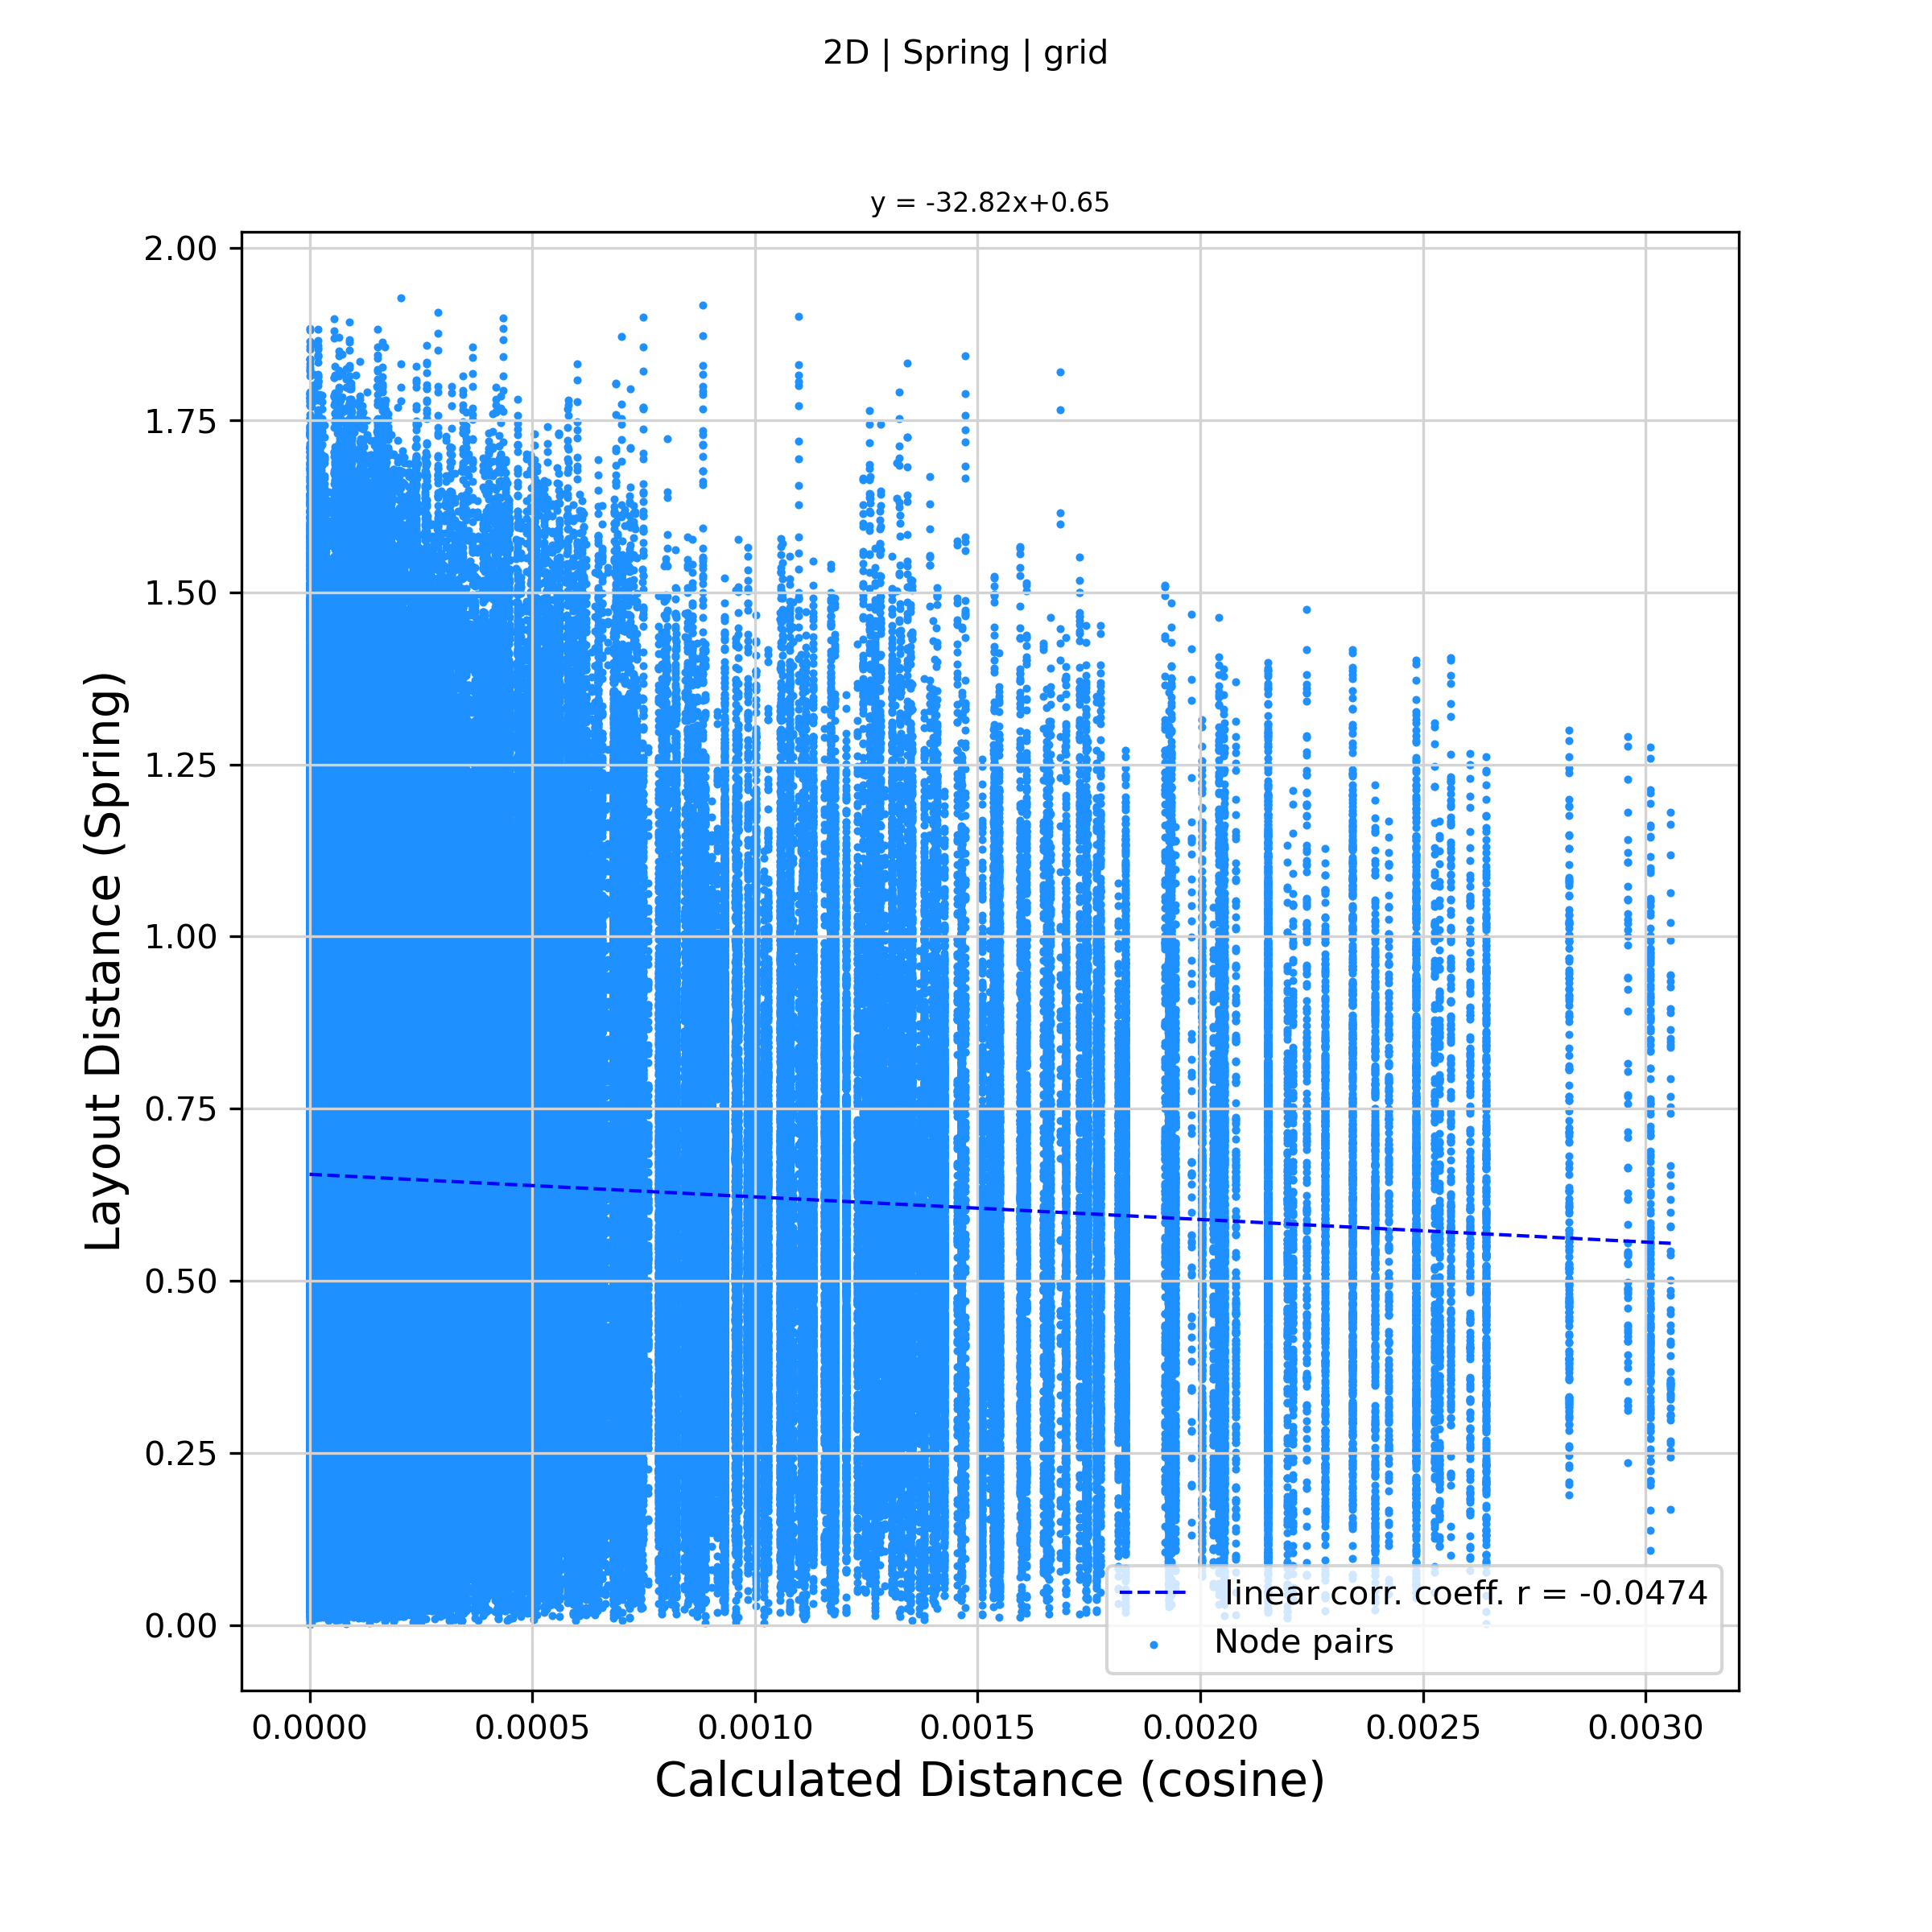 2D | Spring | grid
y = -32.82x+0.65
Layout Distance (Spring)
2.00
1.75
1.50
1.25
1.00
0.75
0.50
0.25
0.00
linear corr. coeff. r = -0.0474
Node pairs
0.0000 0.0005 0.0010 0.0015 0.0020 0.0025 0.0030
Calculated Distance (cosine)